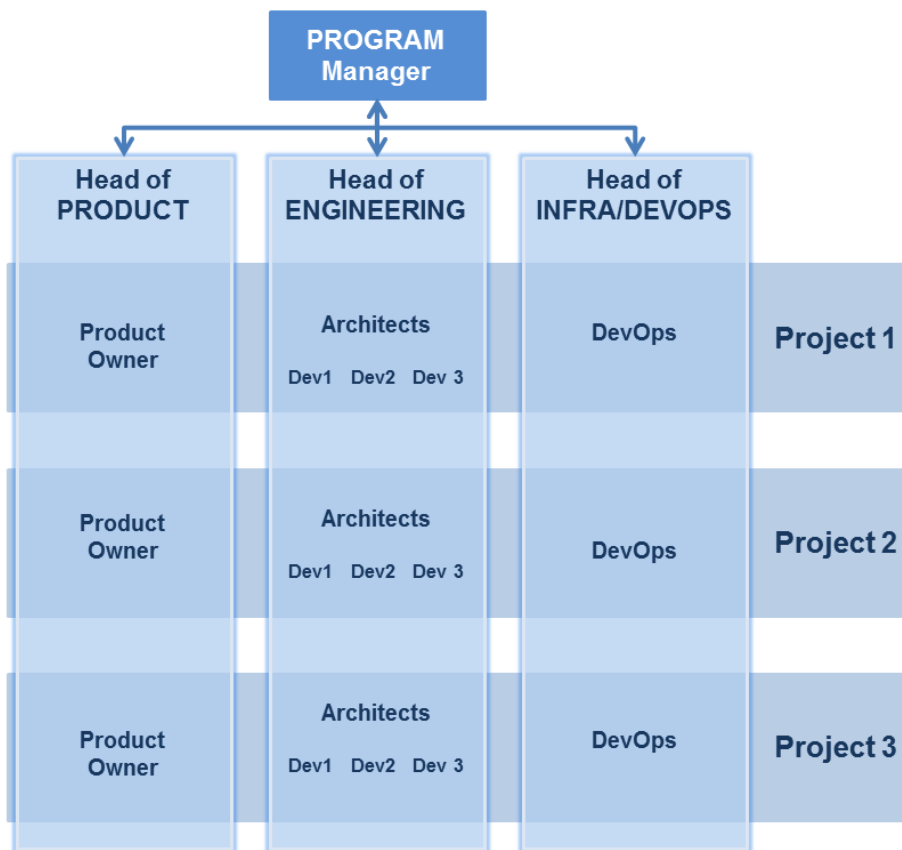 PROGRAM
Manager
Head of
PRODUCT
Head of
ENGINEERING
Head of
INFRA/DEVOPS
Product
Owner
Architects
Dev1 Dev2 Dev 3
DevOps
Project 1
Product
Owner
Architects
Dev1 Dev2 Dev 3
DevOps
Project 2
Product
Owner
Architects
Dev1 Dev2 Dev 3
DevOps
Project 3